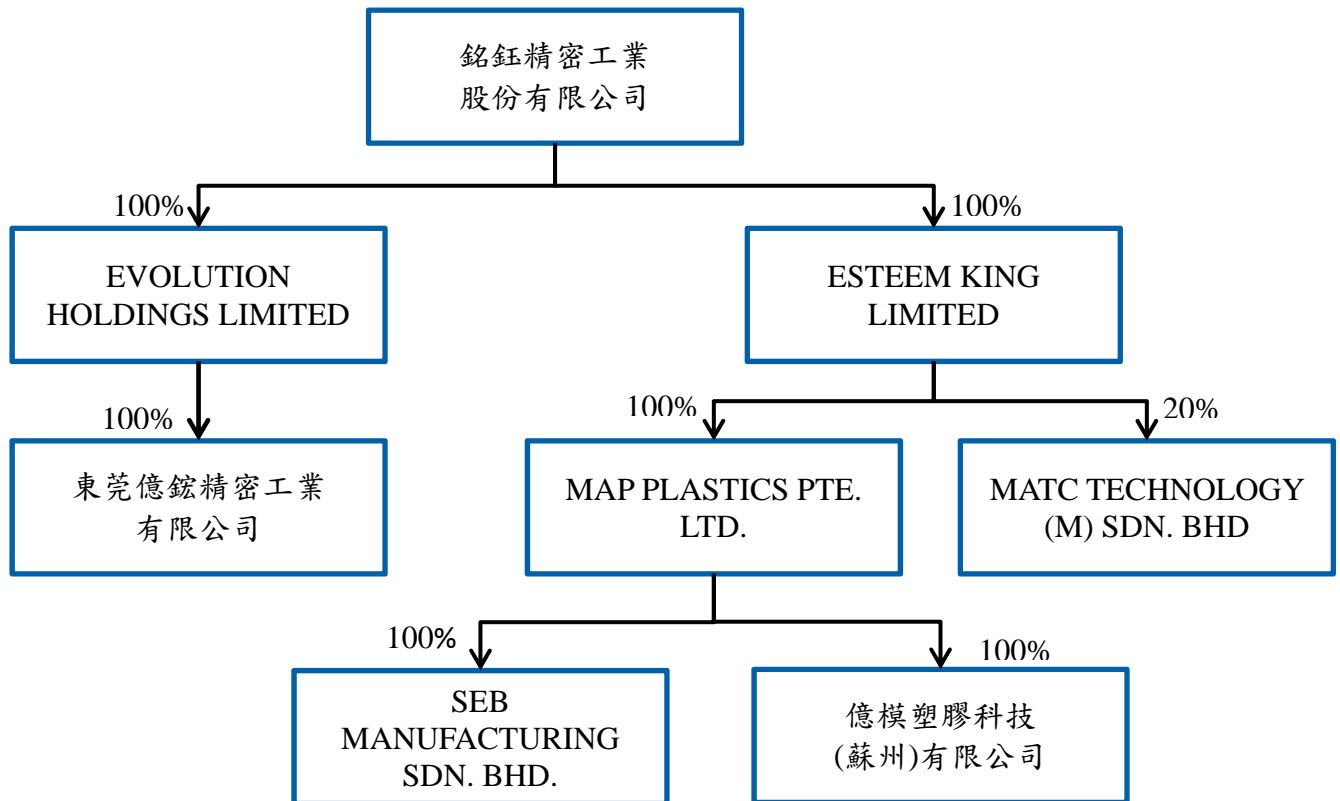 銘鈺精密工業
股份有限公司
100%
100%
EVOLUTION
HOLDINGS LIMITED
ESTEEM KING
LIMITED
100%
100%
20%
東莞億鋐精密工業
有限公司
MAP PLASTICS PTE.
LTD.
MATC TECHNOLOGY
(M) SDN. BHD
100%
100%
SEB
MANUFACTURING
SDN. BHD.
億模塑膠科技
(蘇州)有限公司